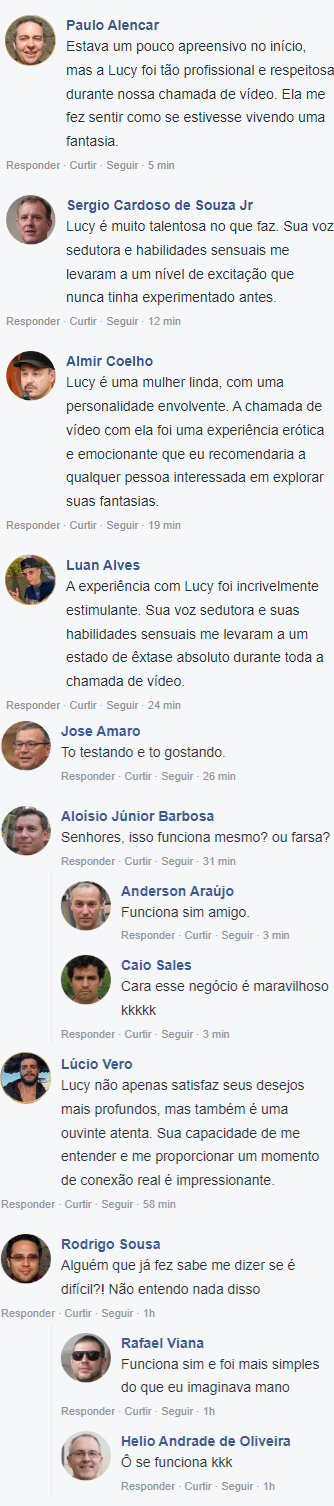 Paulo Alencar
Estava um pouco apreensivo no início,
mas a Lucy foi tão profissional e respeitosa
durante nossa chamada de vídeo. Ela me
fez sentir como se estivesse vivendo uma
fantasia.
Responder · Curtir · Seguir · 5 min
Sergio Cardoso de Souza Jr
Lucy é muito talentosa no que faz. Sua voz
sedutora e habilidades sensuais me
levaram a um nível de excitação que
nunca tinha experimentado antes.
Responder · Curtir · Seguir · 12 min
Almir Coelho
Lucy é uma mulher linda, com uma
personalidade envolvente. A chamada de
vídeo com ela foi uma experiência erótica
e emocionante que eu recomendaria a
qualquer pessoa interessada em explorar
suas fantasias.
Responder · Curtir · Seguir · 19 min
Luan Alves
A experiência com Lucy foi incrivelmente
estimulante. Sua voz sedutora e suas
habilidades sensuais me levaram a um
estado de êxtase absoluto durante toda a
chamada de vídeo.
Responder · Curtir · Seguir · 24 min
Jose Amaro
To testando e to gostando.
Responder · Curtir · Seguir · 26 min
Aloísio Júnior Barbosa
Senhores, isso funciona mesmo? ou farsa?
Responder · Curtir · Seguir · 31 min
Anderson Araújo
Funciona sim amigo.
Responder · Curtir · Seguir · 3 min
Caio Sales
Cara esse negócio é maravilhoso
kkkkk
Responder · Curtir · Seguir · 3 min
Lúcio Vero
Lucy não apenas satisfaz seus desejos
mais profundos, mas também é uma
ouvinte atenta. Sua capacidade de me
entender e me proporcionar um momento
de conexão real é impressionante.
Responder · Curtir · Seguir · 58 min
Rodrigo Sousa
Alguém que já fez sabe me dizer se é
difícil?! Não entendo nada disso
Responder · Curtir · Seguir · 1h
Rafael Viana
Funciona sim e foi mais simples
do que eu imaginava mano
Responder · Curtir · Seguir · 1h
Helio Andrade de Oliveira
Ô se funciona kkk
Responder · Curtir · Seguir · 1h